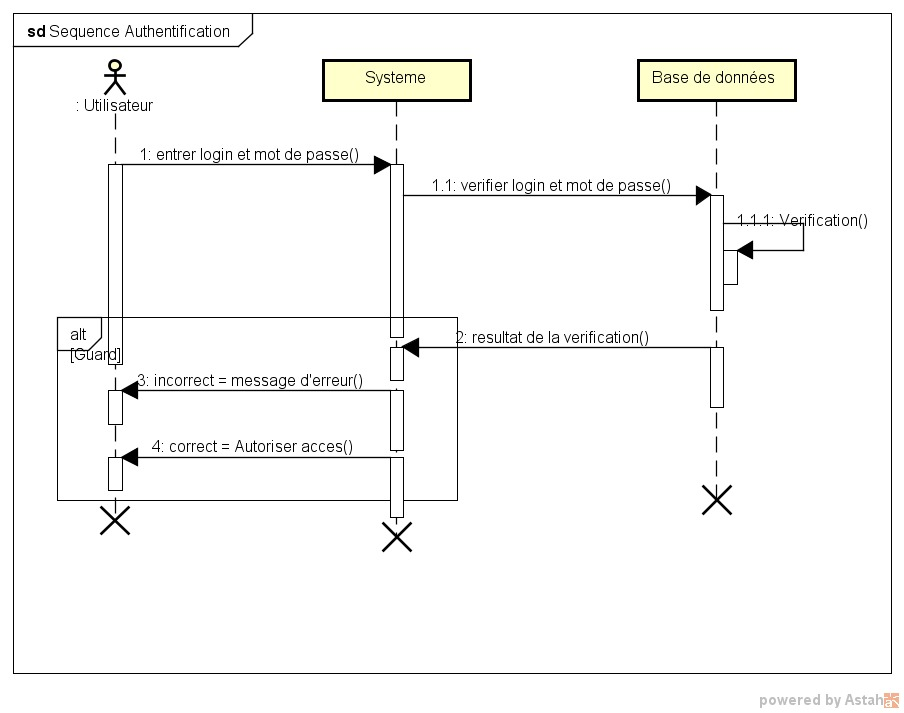 sd Sequence Authentification
: Utilisateur
Systeme
Base de données
1: entrer login et mot de passe()
1.1: verifier login et mot de passe()
1.1.1: Verification()
alt
[Guard]
2: resultat de la verification()
3: incorrect = message d'erreur()
4: correct = Autoriser acces()
powered by Astah